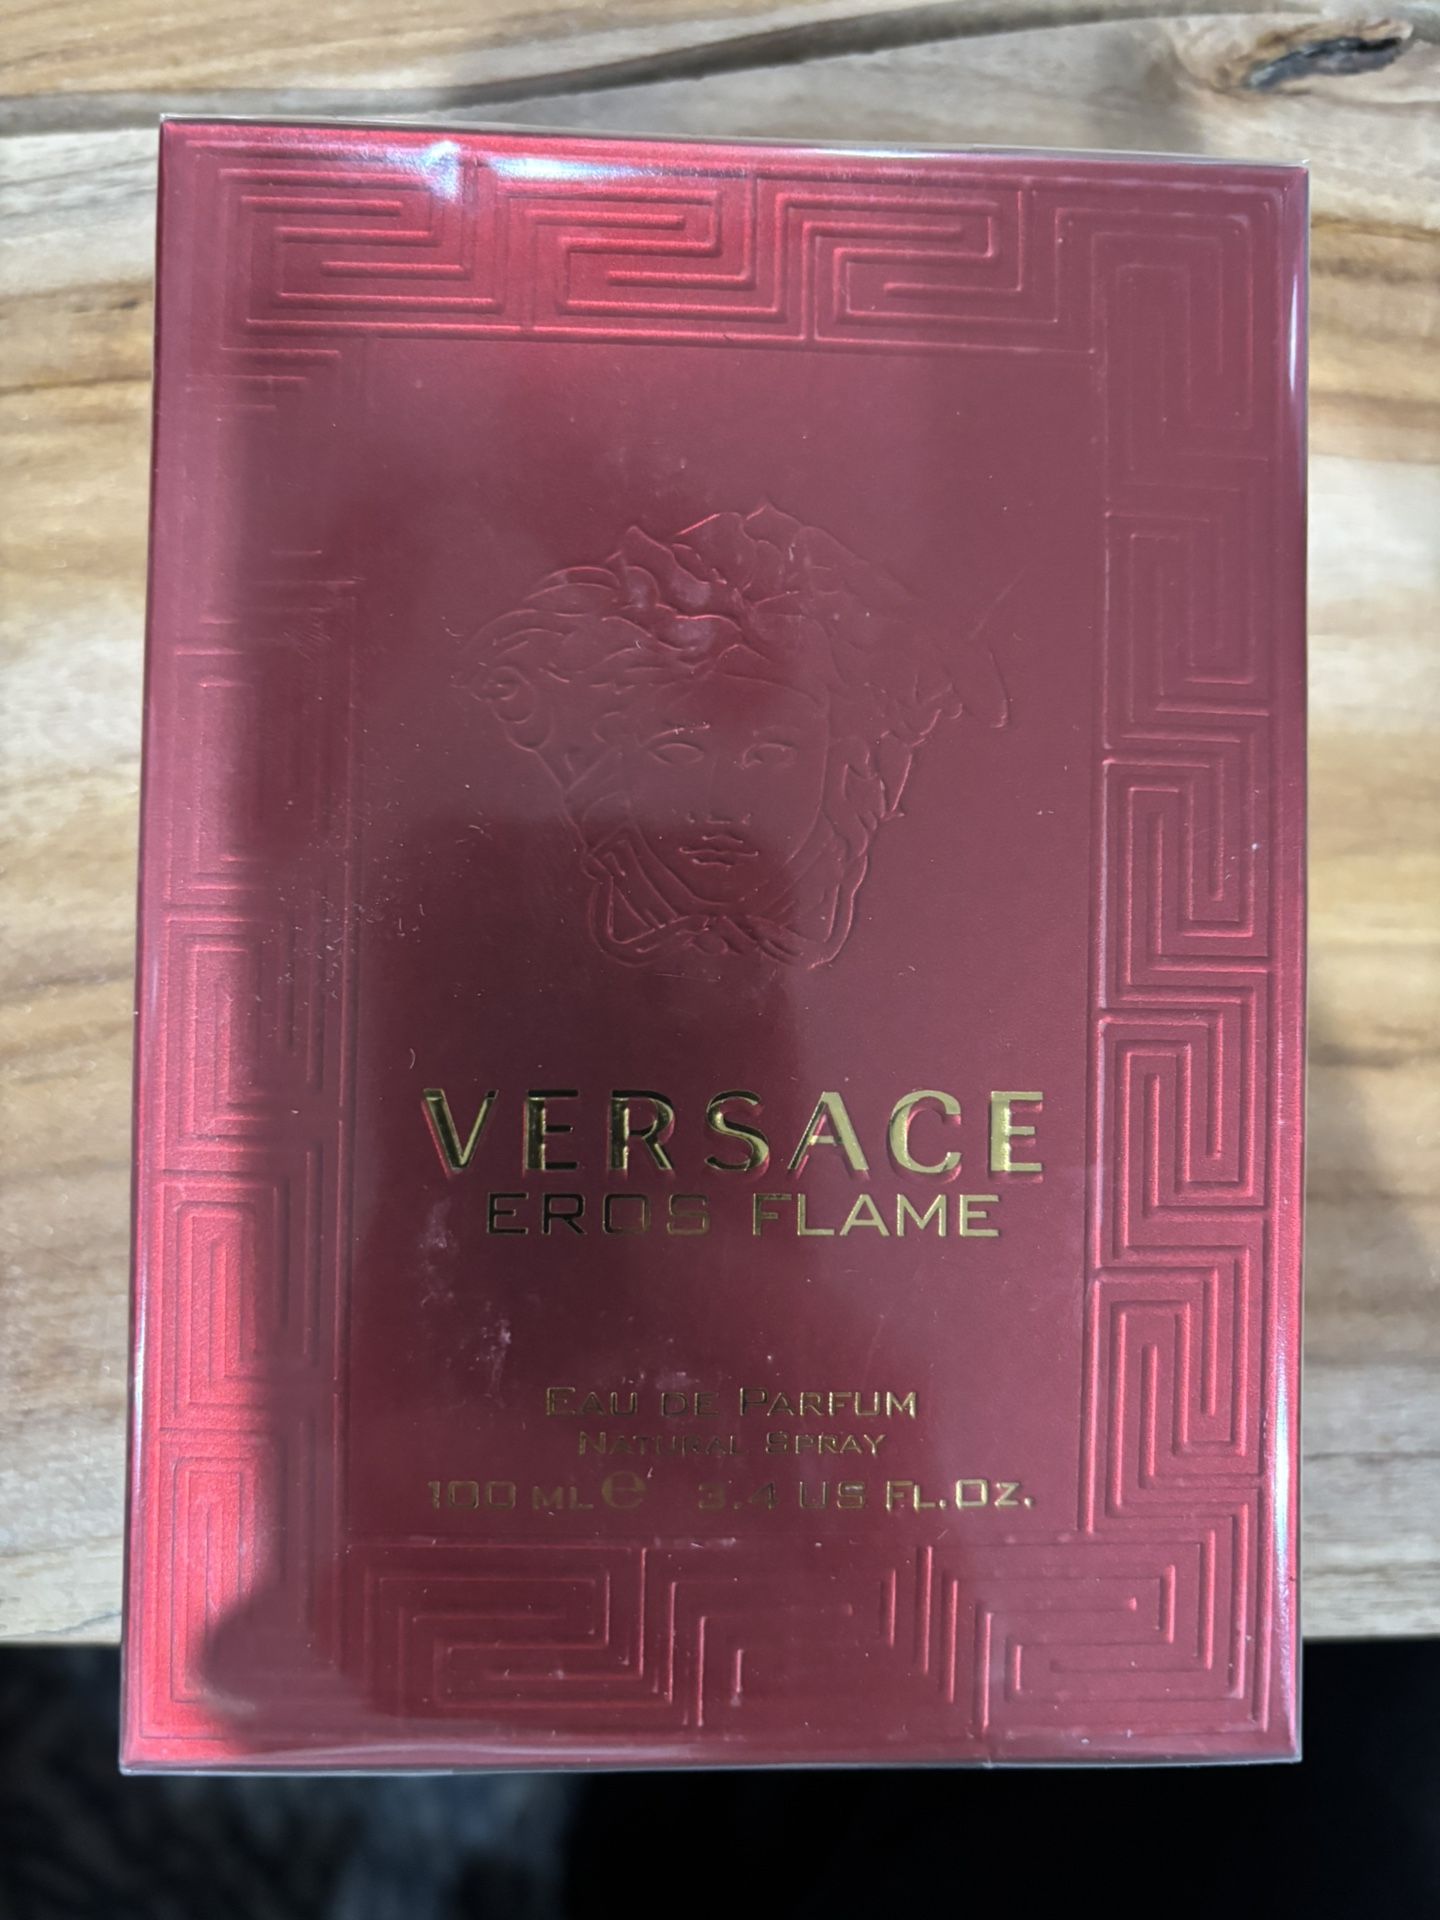 VERSACE
EROS FLAME
EAU DE PARFUM
NATURAL SPRAY
100 ML ℮ 3.4 US FL.OZ.